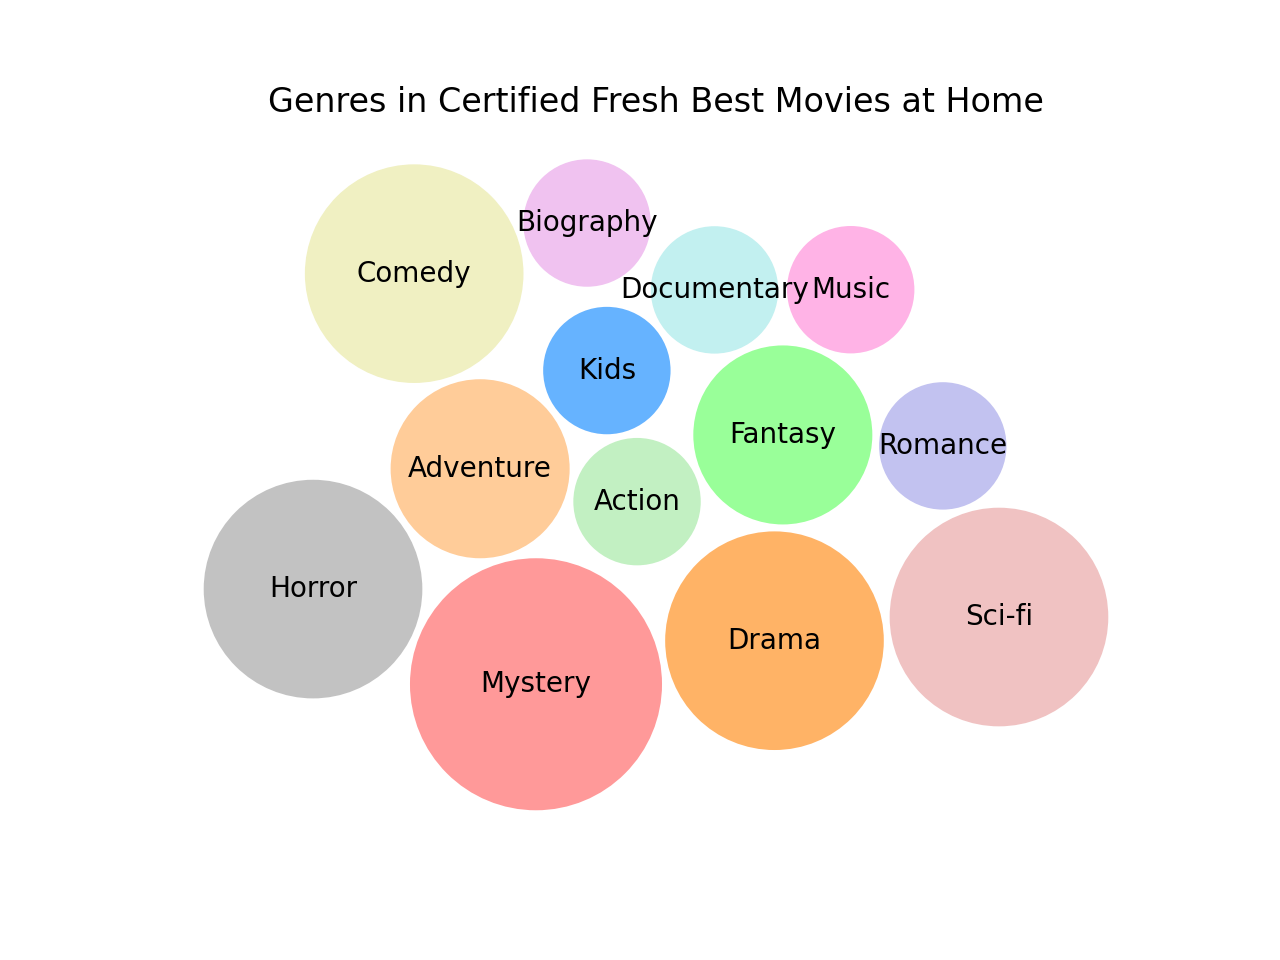 Genres in Certified Fresh Best Movies at Home
Biography
Comedy
Documentary
Music
Kids
Fantasy
Romance
Adventure
Action
Horror
Sci-fi
Drama
Mystery